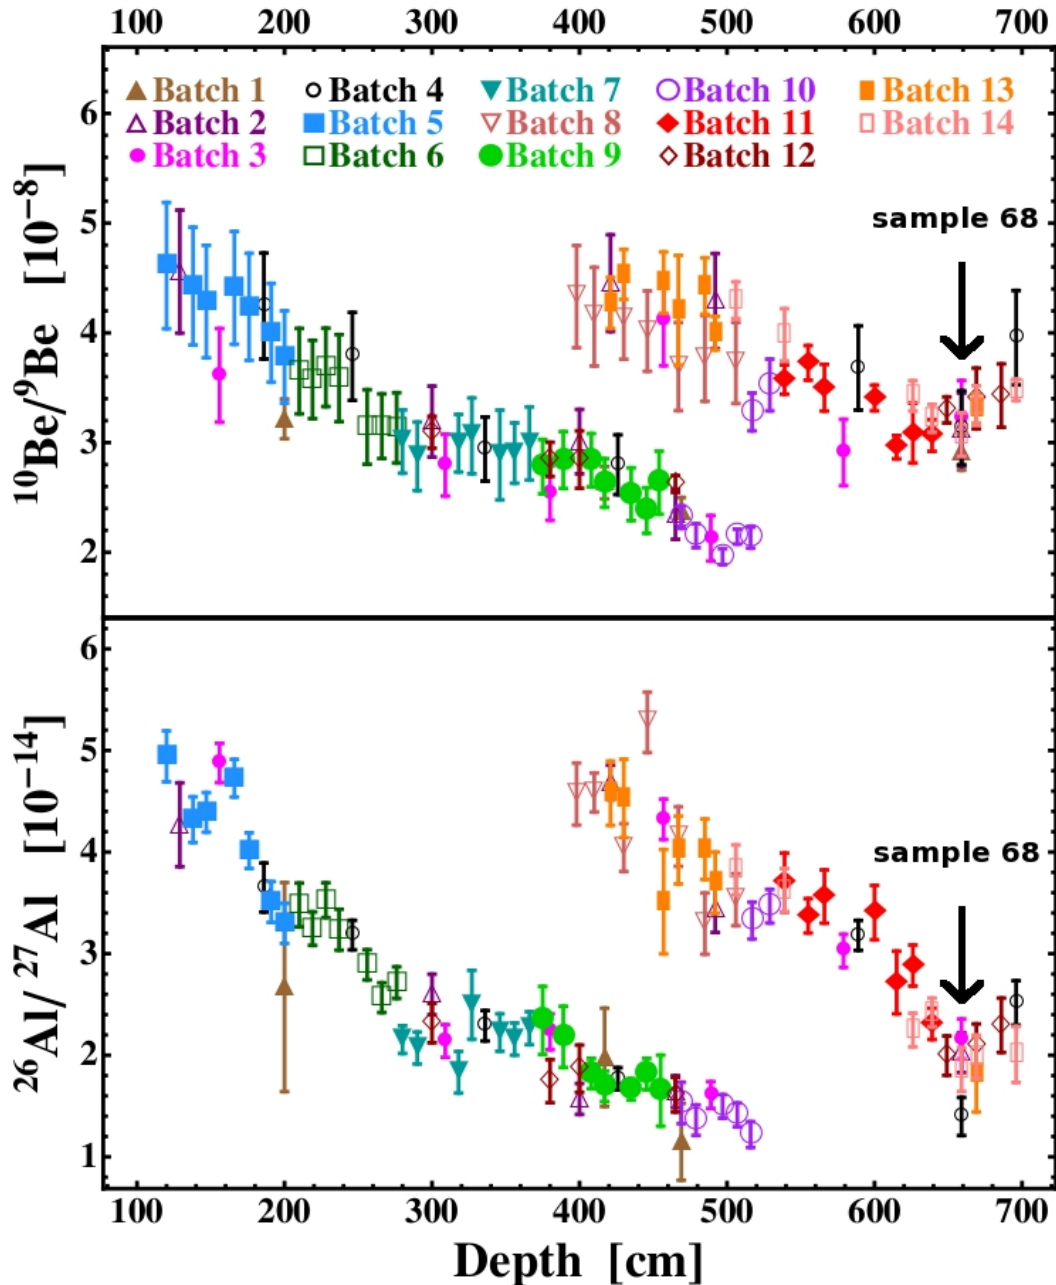 100 200 300 400 500 600 700
Batch 1 Batch 4 Batch 7 Batch 10 Batch 13
Batch 2 Batch 5 Batch 8 Batch 11 Batch 14
Batch 3 Batch 6 Batch 9 Batch 12
6
5
4
3
2
¹⁰Be/⁹Be [10⁻⁸]
sample 68
6
5
4
3
2
1
²⁶Al/ ²⁷Al [10⁻¹⁴]
sample 68
100 200 300 400 500 600 700
Depth [cm]